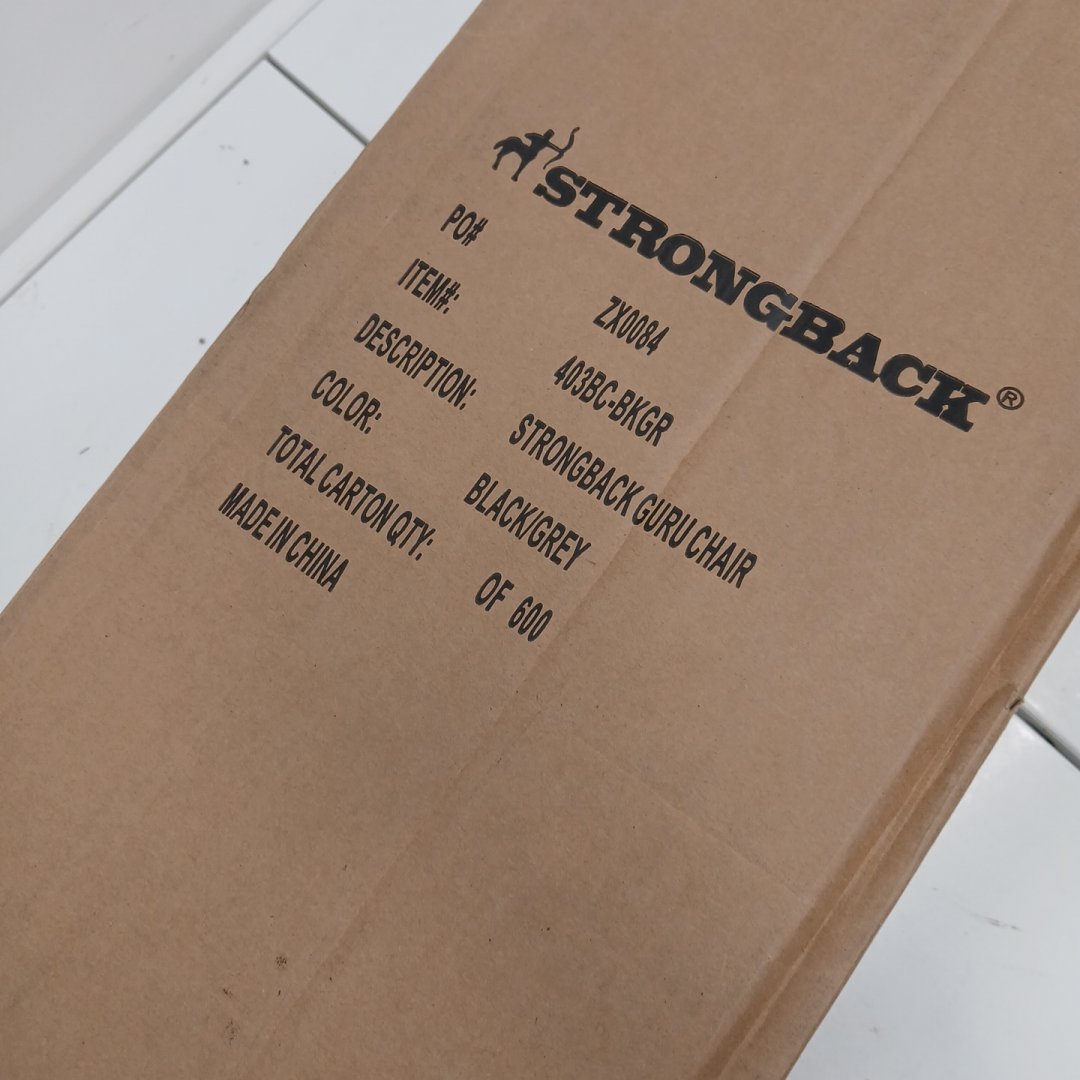 STRONGBACK®
PO# ZX0084
ITEM#: 403BC-BKGR
DESCRIPTION: STRONGBACK GURU CHAIR
COLOR: BLACK/GREY
TOTAL CARTON QTY: OF 600
MADE IN CHINA